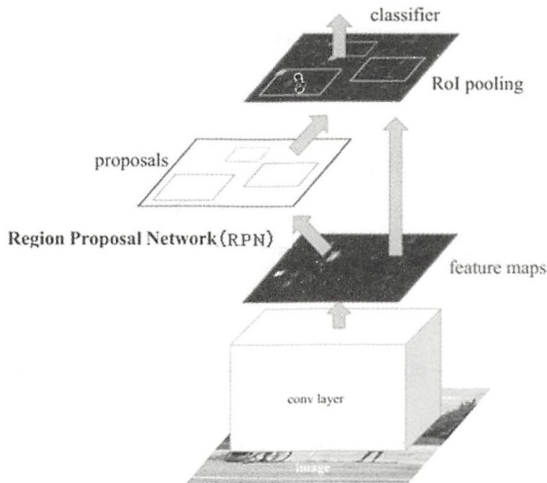 classifier
RoI pooling
proposals
Region Proposal Network(RPN)
feature maps
conv layer
image